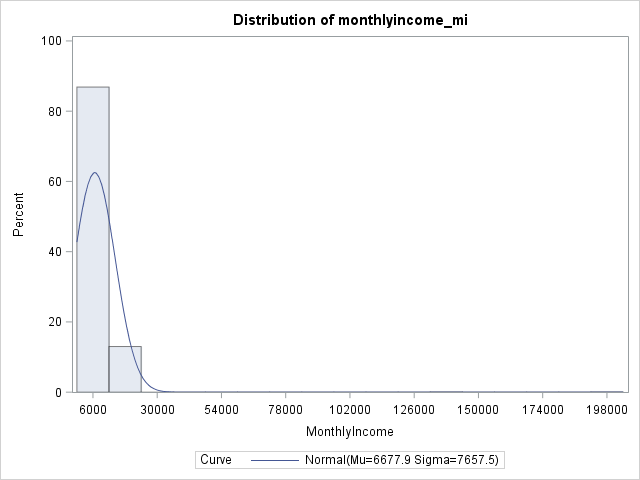 Distribution of monthlyincome_mi
100
80
60
40
20
0
Percent
6000 30000 54000 78000 102000 126000 150000 174000 198000
MonthlyIncome
Curve Normal(Mu=6677.9 Sigma=7657.5)